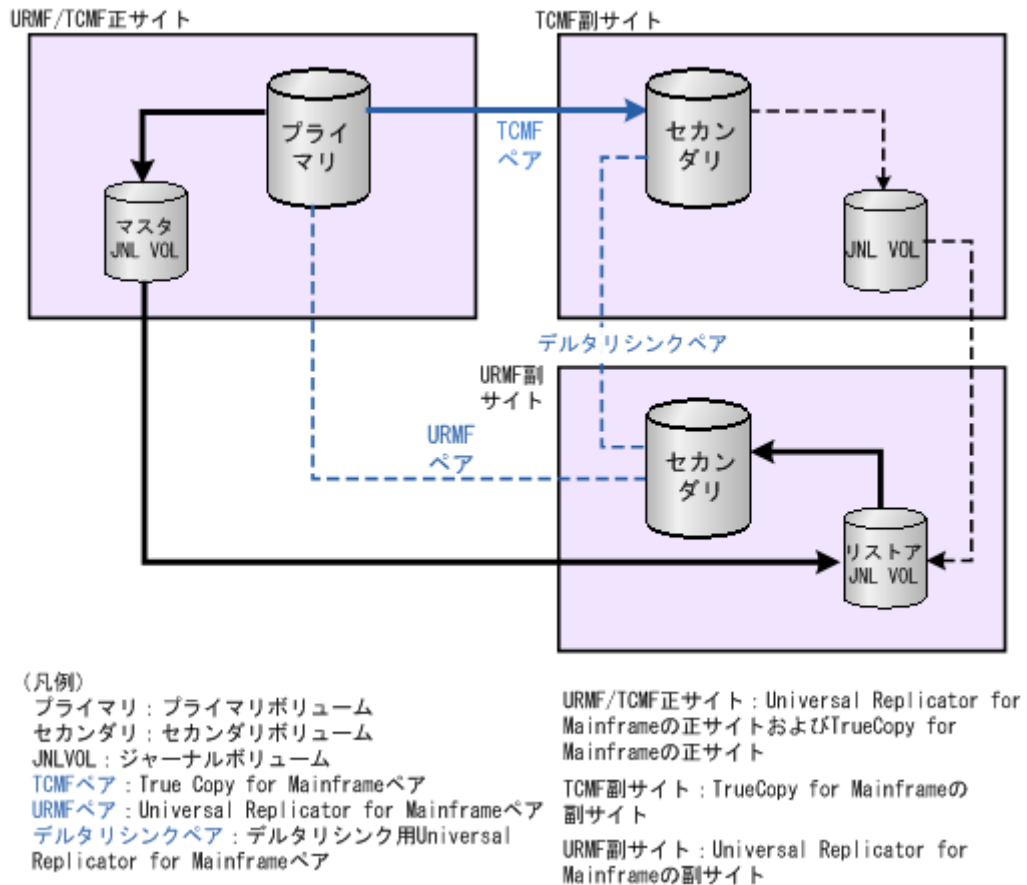 URMF/TCMF正サイト
TCMF副サイト
プライ
マリ
TCMF
ペア
セカン
ダリ
マスタ
JNL VOL
JNL VOL
デルタリシンクペア
URMF副
サイト
URMF
ペア
セカン
ダリ
リストア
JNL VOL
(凡例)
プライマリ:プライマリボリューム
セカンダリ:セカンダリボリューム
JNLVOL:ジャーナルボリューム
TCMFペア:True Copy for Mainframeペア
URMFペア:Universal Replicator for Mainframeペア
デルタリシンクペア:デルタリシンク用Universal
Replicator for Mainframeペア
URMF/TCMF正サイト:Universal Replicator for
Mainframeの正サイトおよびTrueCopy for
Mainframeの正サイト
TCMF副サイト:TrueCopy for Mainframeの
副サイト
URMF副サイト:Universal Replicator for
Mainframeの副サイト